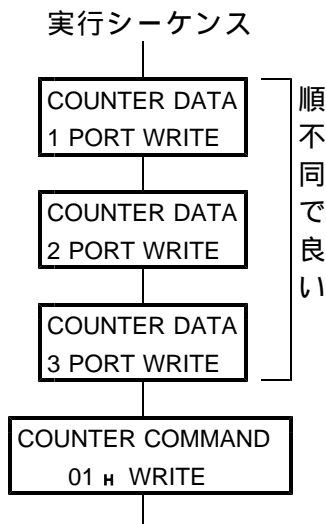 実行シーケンス
COUNTER DATA
1 PORT WRITE
COUNTER DATA
2 PORT WRITE
COUNTER DATA
3 PORT WRITE
順不同で良い
COUNTER COMMAND
01 H WRITE